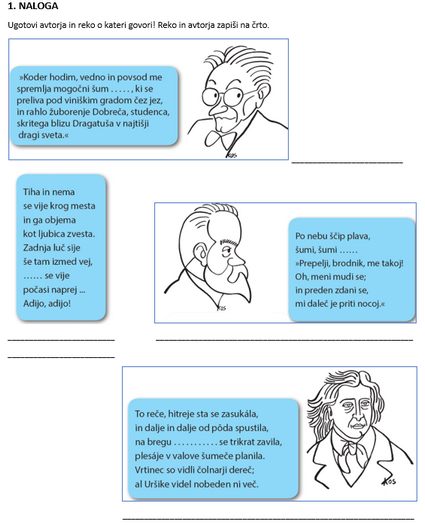 1. NALOGA
Ugotovi avtorja in reko o kateri govori! Reko in avtorja zapiši na črto.
»Koder hodim, vedno in povsod me
spremlja mogočni šum . . . . ., ki se
preliva pod viniškim gradom čez jez,
in rahlo žuborenje Dobreča, studenca,
skritega blizu Dragatuša v najtišji
dragi sveta.«
KOS
Tiha in nema
se vije krog mesta
in ga objema
kot ljubica zvesta.
Zadnja luč sije
še tam izmed vej,
...... se vije
počasi naprej ...
Adijo, adijo!
KOS
Po nebu ščip plava,
šumi, šumi ......
»Prepelji, brodnik, me takoj!
Oh, meni mudi se;
in preden zdani se,
mi daleč je priti nocoj.«
To reče, hitreje sta se zasukála,
in dalje in dalje od pôda spustila,
na bregu . . . . . . . . . . . se trikrat zavila,
plesáje v valove šumeče planila.
Vrtinec so vidli čolnarji dereč;
al Uršike videl nobeden ni več.
KOS